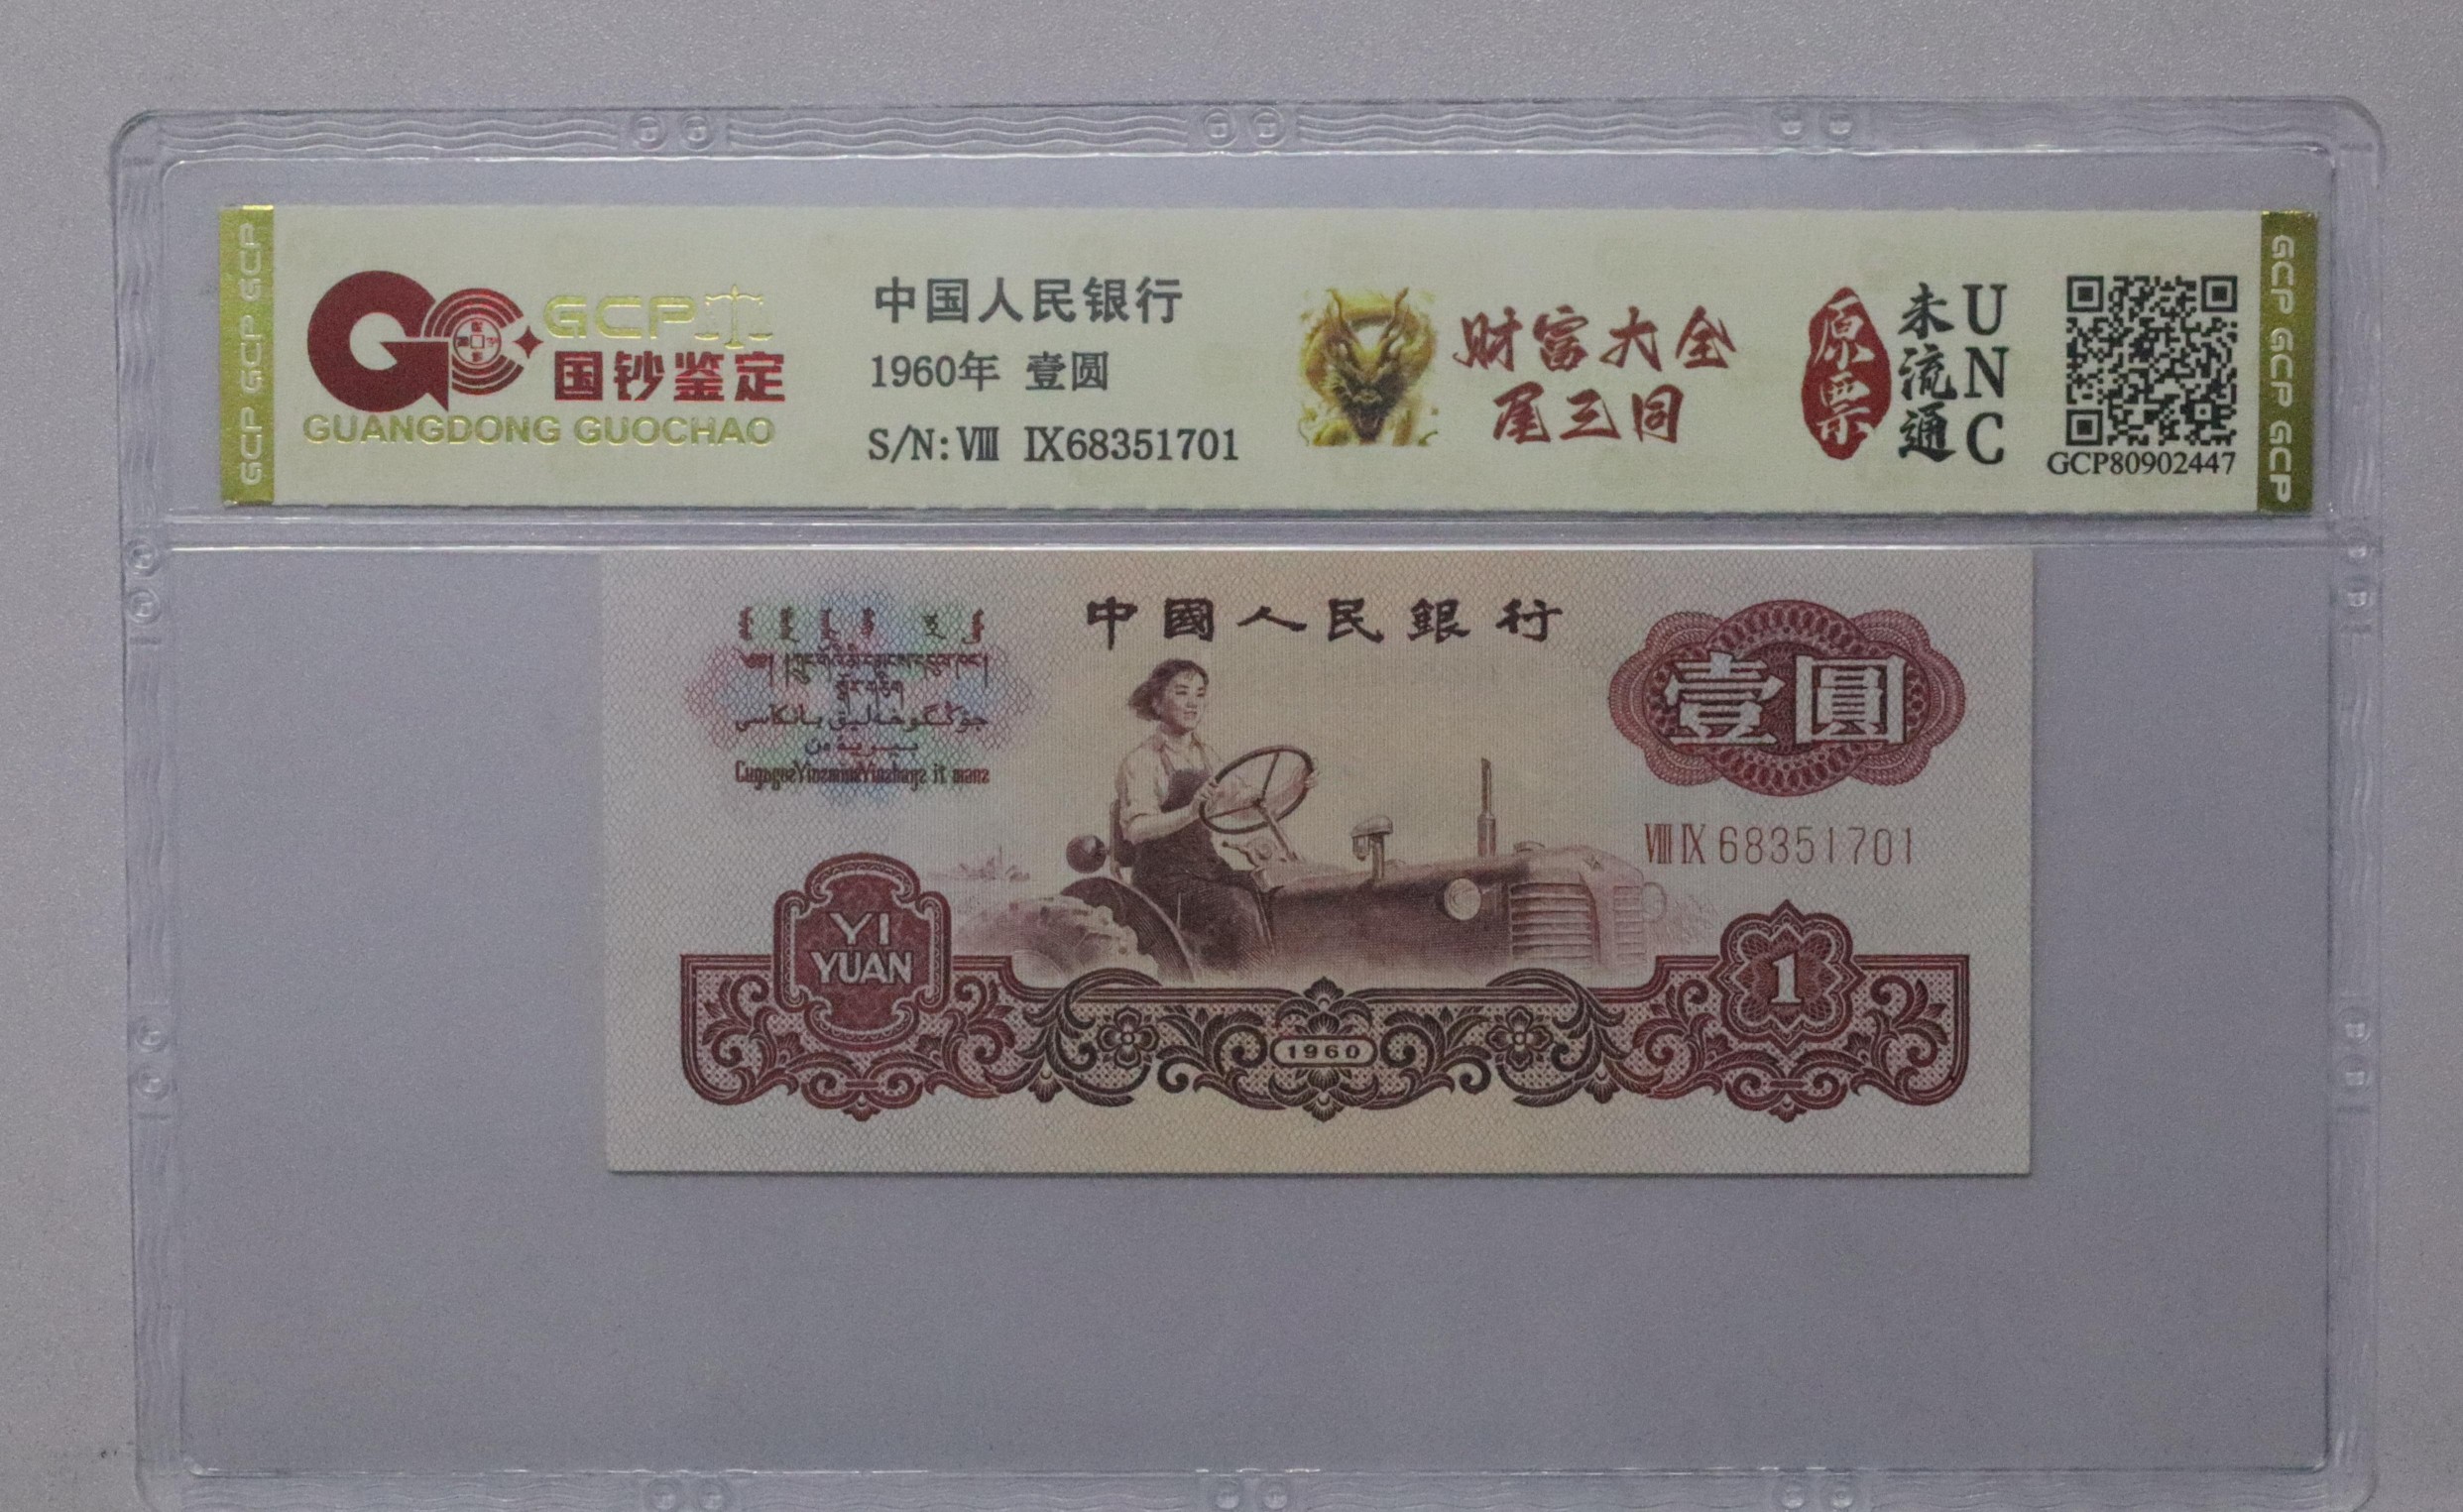 GCP GCP GCP
GCP
国钞鉴定
GUANGDONG GUOCHAO
中国人民银行
1960年 壹圆
S/N: Ⅷ Ⅸ68351701
财富大全
尾三同
原票
未流通
UNC
GCP80902447
GCP GCP GCP
中國人民銀行
壹圓
ⅧⅨ 68351701
YI
YUAN
1
1960